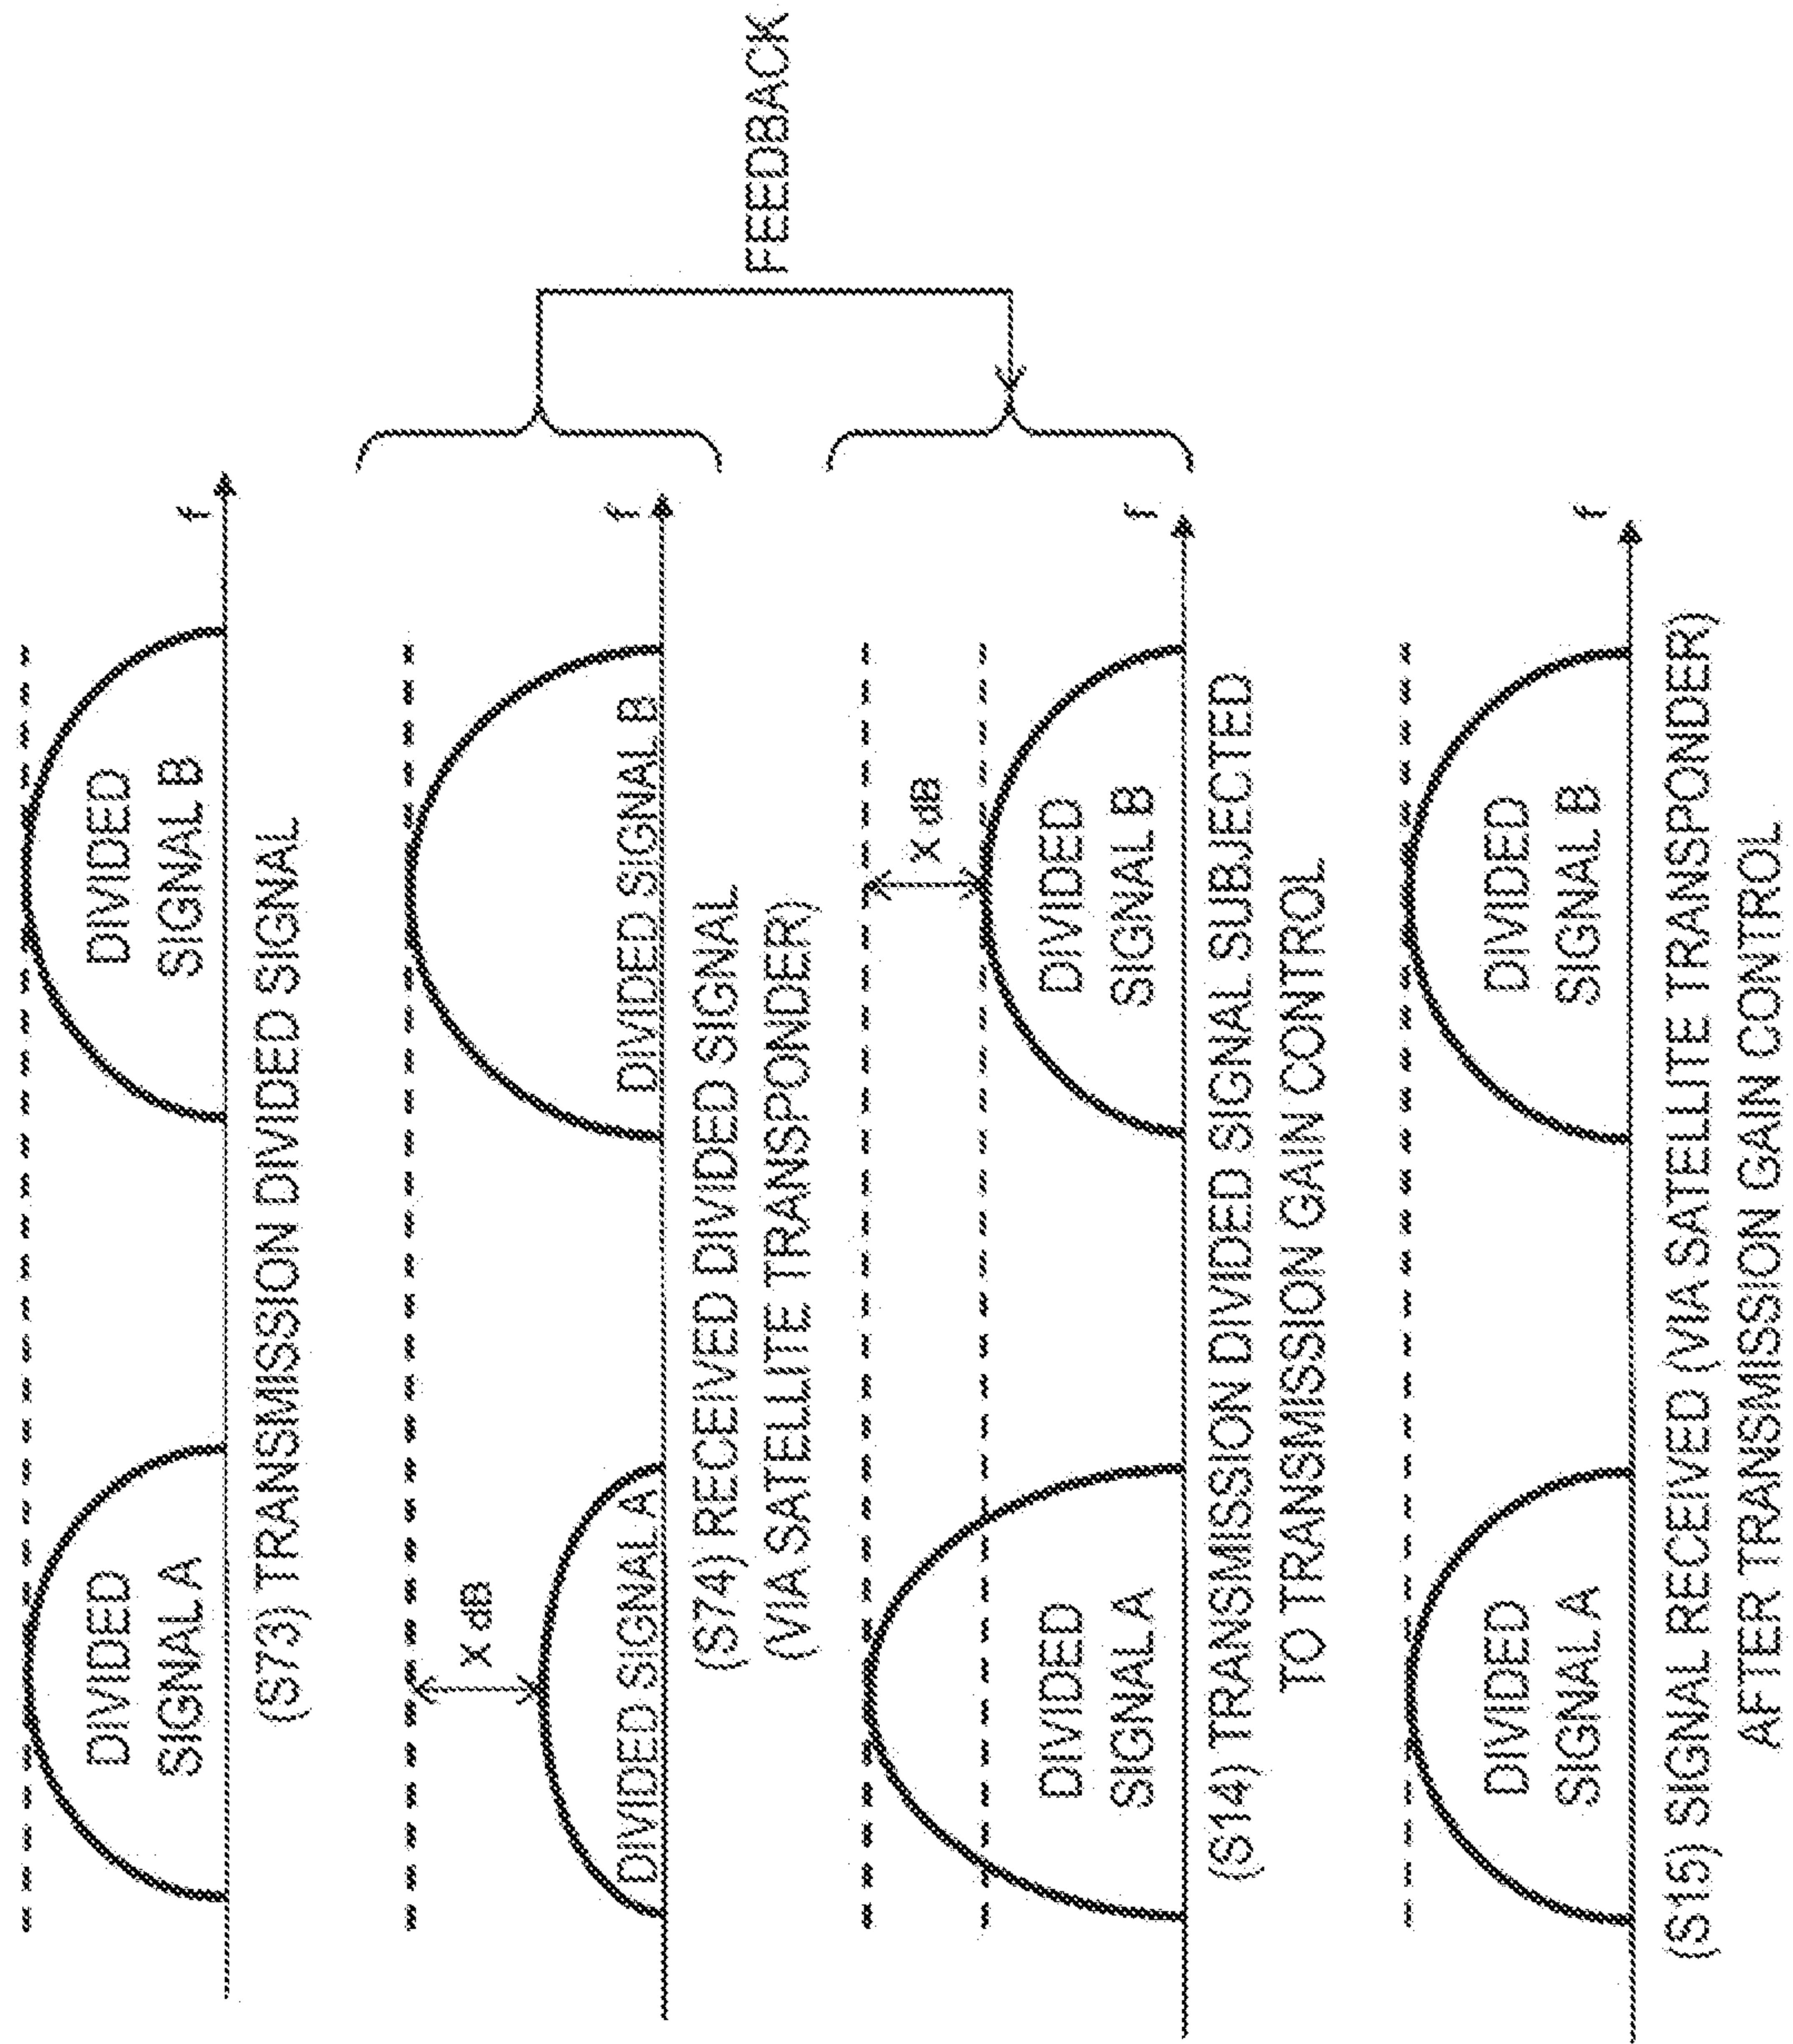 DIVIDED
SIGNAL A
DIVIDED
SIGNAL B
f
(S73) TRANSMISSION DIVIDED SIGNAL
X dB
DIVIDED SIGNAL A
DIVIDED SIGNAL B
f
(S74) RECEIVED DIVIDED SIGNAL
(VIA SATELLITE TRANSPONDER)
FEEDBACK
DIVIDED
SIGNAL A
X dB
DIVIDED
SIGNAL B
f
(S14) TRANSMISSION DIVIDED SIGNAL SUBJECTED
TO TRANSMISSION GAIN CONTROL
DIVIDED
SIGNAL A
DIVIDED
SIGNAL B
f
(S15) SIGNAL RECEIVED (VIA SATELLITE TRANSPONDER)
AFTER TRANSMISSION GAIN CONTROL